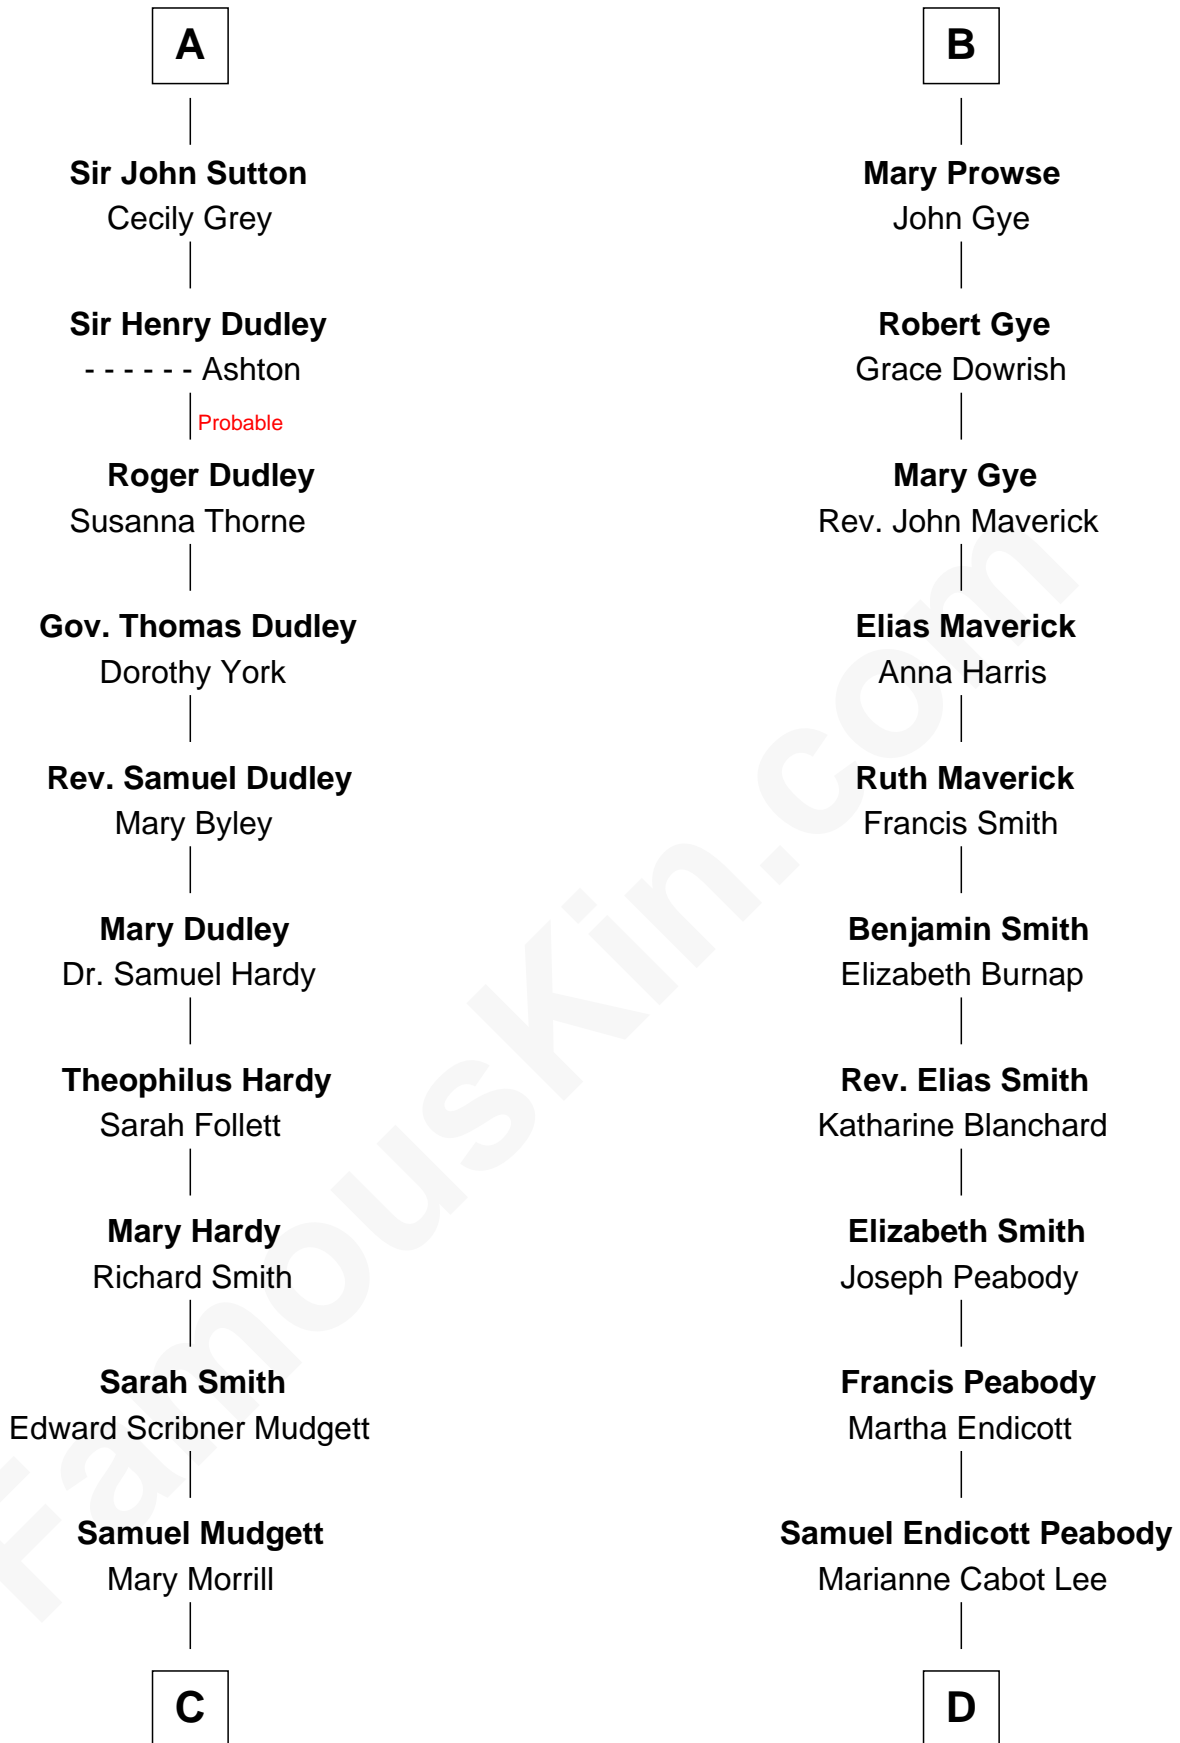 A
Sir John Sutton
Cecily Grey
Sir Henry Dudley
- - - - - - Ashton
Probable
Roger Dudley
Susanna Thorne
Gov. Thomas Dudley
Dorothy York
Rev. Samuel Dudley
Mary Byley
Mary Dudley
Dr. Samuel Hardy
Theophilus Hardy
Sarah Follett
Mary Hardy
Richard Smith
Sarah Smith
Edward Scribner Mudgett
Samuel Mudgett
Mary Morrill
C
B
Mary Prowse
John Gye
Robert Gye
Grace Dowrish
Mary Gye
Rev. John Maverick
Elias Maverick
Anna Harris
Ruth Maverick
Francis Smith
Benjamin Smith
Elizabeth Burnap
Rev. Elias Smith
Katharine Blanchard
Elizabeth Smith
Joseph Peabody
Francis Peabody
Martha Endicott
Samuel Endicott Peabody
Marianne Cabot Lee
D
FamousKin.com